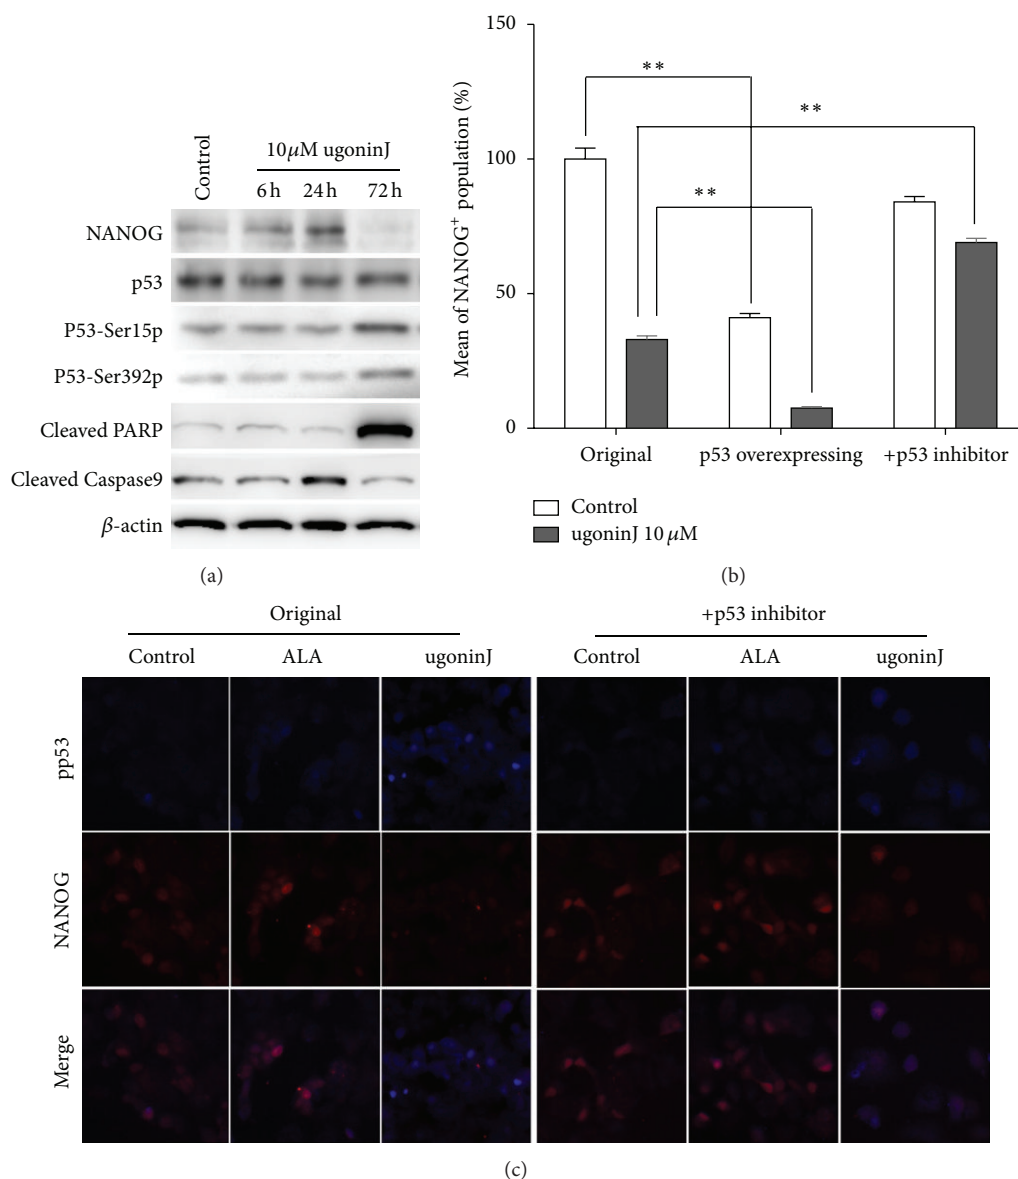 Control
10μM ugoninJ
6 h 24 h 72 h
NANOG
p53
P53-Ser15p
P53-Ser392p
Cleaved PARP
Cleaved Caspase9
β-actin
(a)
Mean of NANOG+ population (%)
150
100
50
0
**
**
**
Original p53 overexpressing +p53 inhibitor
Control
ugoninJ 10 μM
(b)
Original +p53 inhibitor
Control ALA ugoninJ Control ALA ugoninJ
pp53
NANOG
Merge
(c)